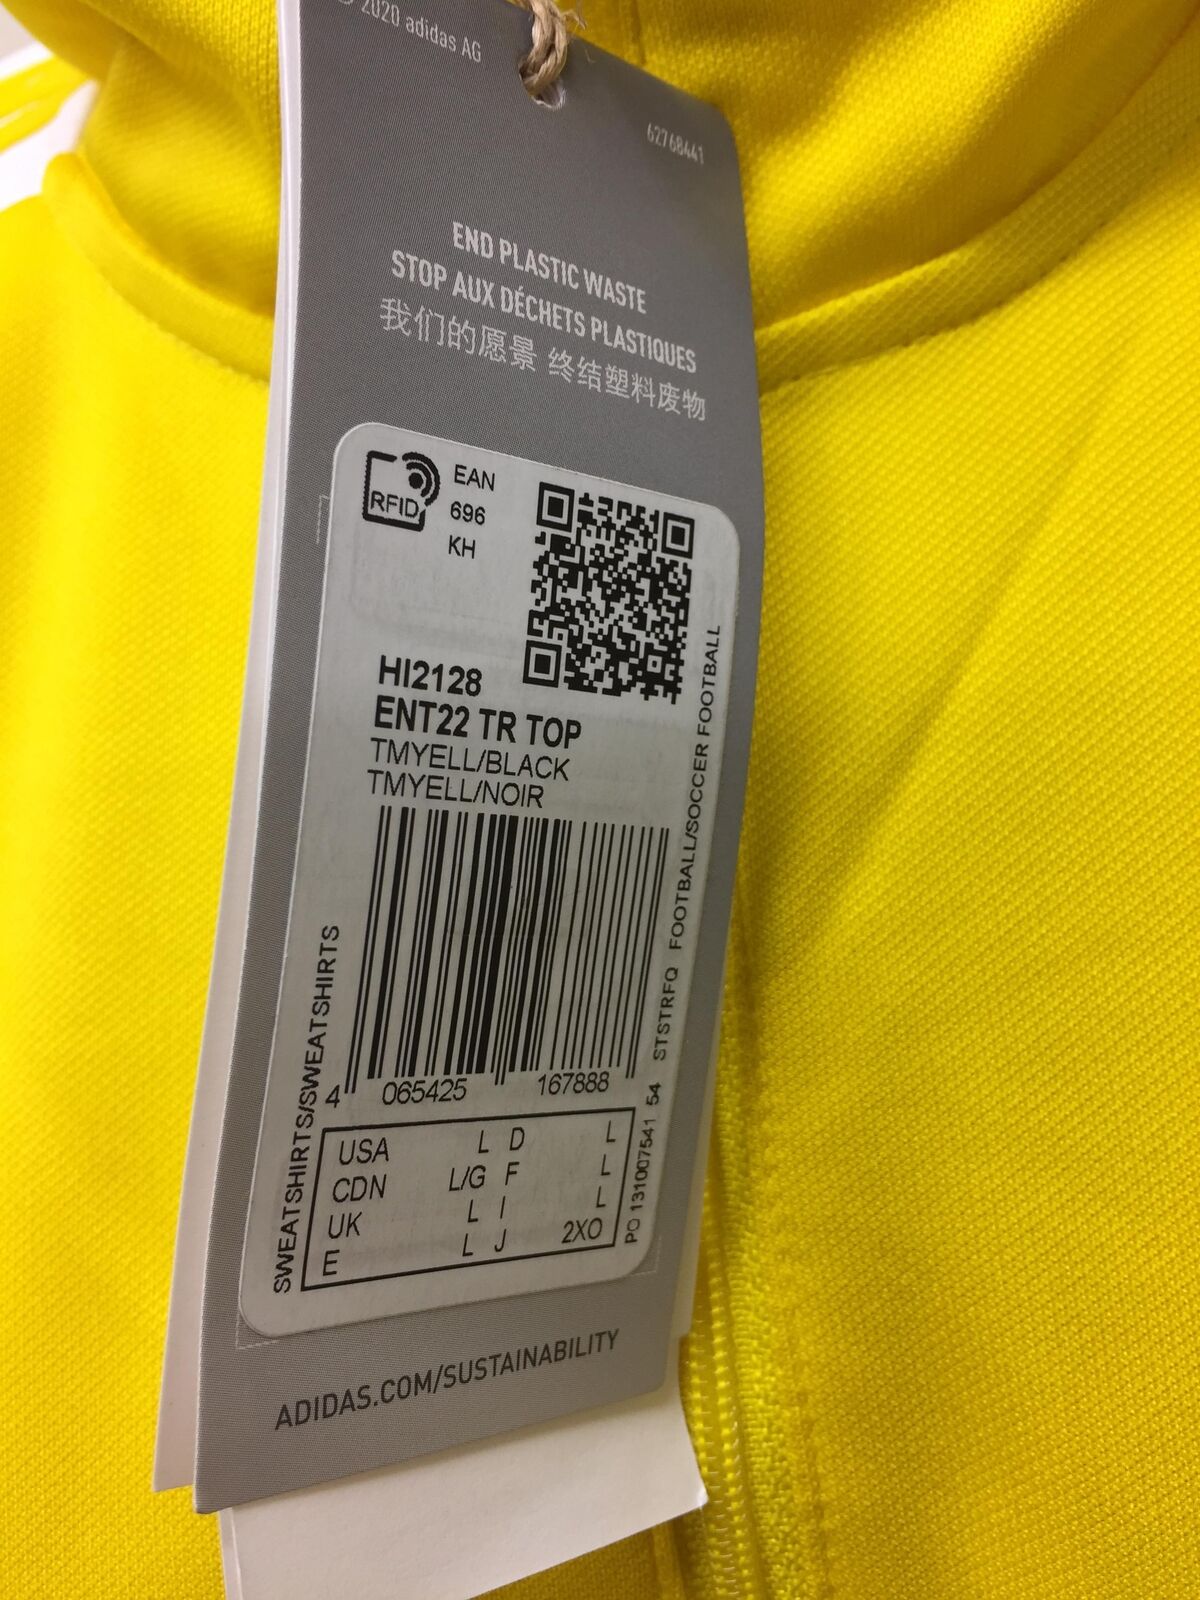 2020 adidas AG
62768441
END PLASTIC WASTE
STOP AUX DÉCHETS PLASTIQUES
我们的愿景 终结塑料废物
RFID
EAN
696
KH
HI2128
ENT22 TR TOP
TMYELL/BLACK
TMYELL/NOIR
4 065425 167888
SWEATSHIRTS/SWEATSHIRTS
PO 131007541 54 STSTRFQ FOOTBALL/SOCCER FOOTBALL
USA L D L
CDN L/G F L
UK L I L
E L J 2XO
ADIDAS.COM/SUSTAINABILITY